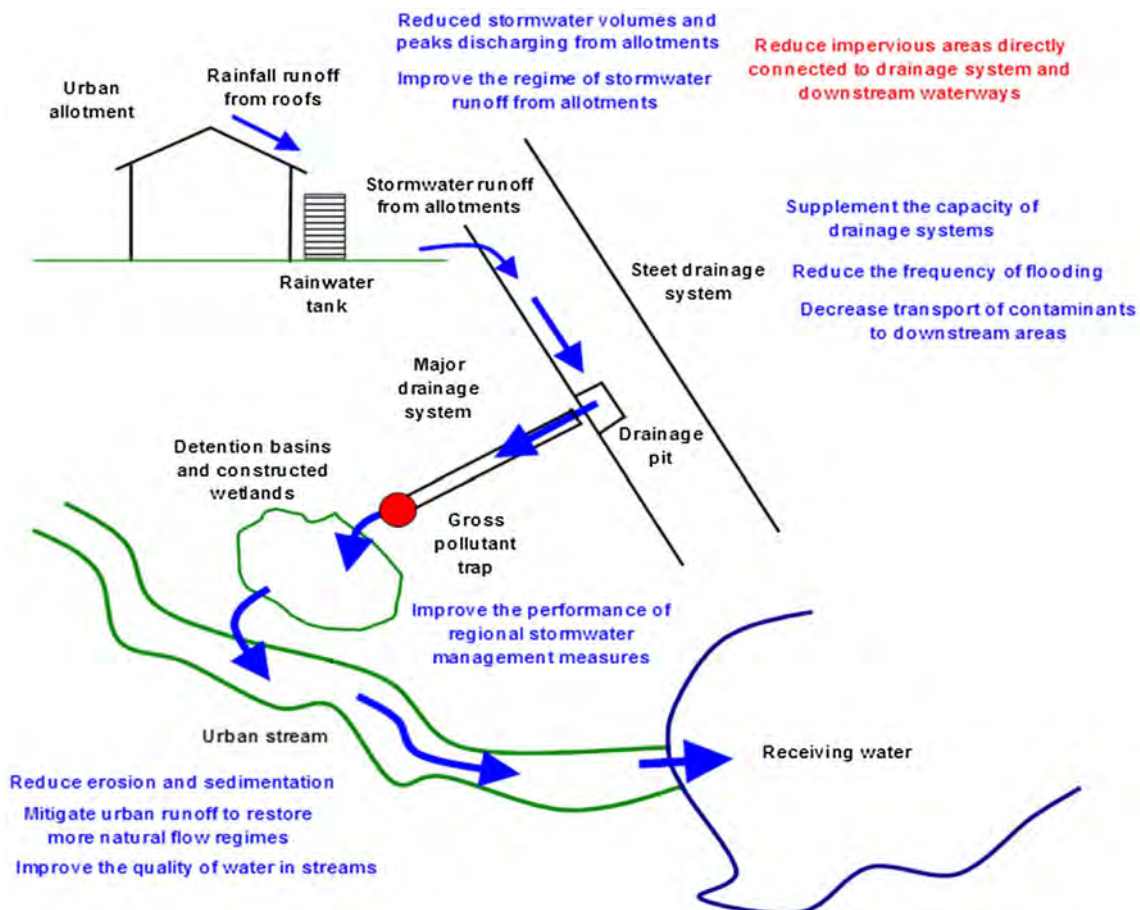 Reduced stormwater volumes and
peaks discharging from allotments
Improve the regime of stormwater
runoff from allotments
Reduce impervious areas directly
connected to drainage system and
downstream waterways
Urban
allotment
Rainfall runoff
from roofs
Stormwater runoff
from allotments
Rainwater
tank
Steet drainage
system
Supplement the capacity of
drainage systems
Reduce the frequency of flooding
Decrease transport of contaminants
to downstream areas
Major
drainage
system
Drainage
pit
Detention basins
and constructed
wetlands
Gross
pollutant
trap
Improve the performance of
regional stormwater
management measures
Urban stream
Receiving water
Reduce erosion and sedimentation
Mitigate urban runoff to restore
more natural flow regimes
Improve the quality of water in streams